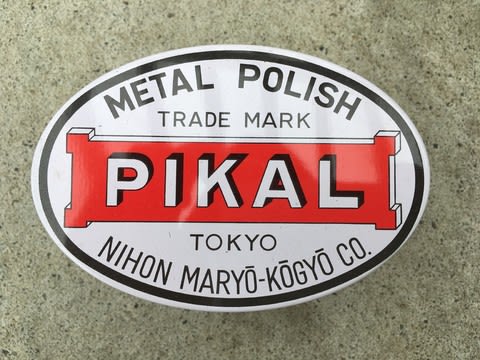 METAL POLISH
TRADE MARK
PIKAL
TOKYO
NIHON MARYŌ-KŌGYŌ CO.